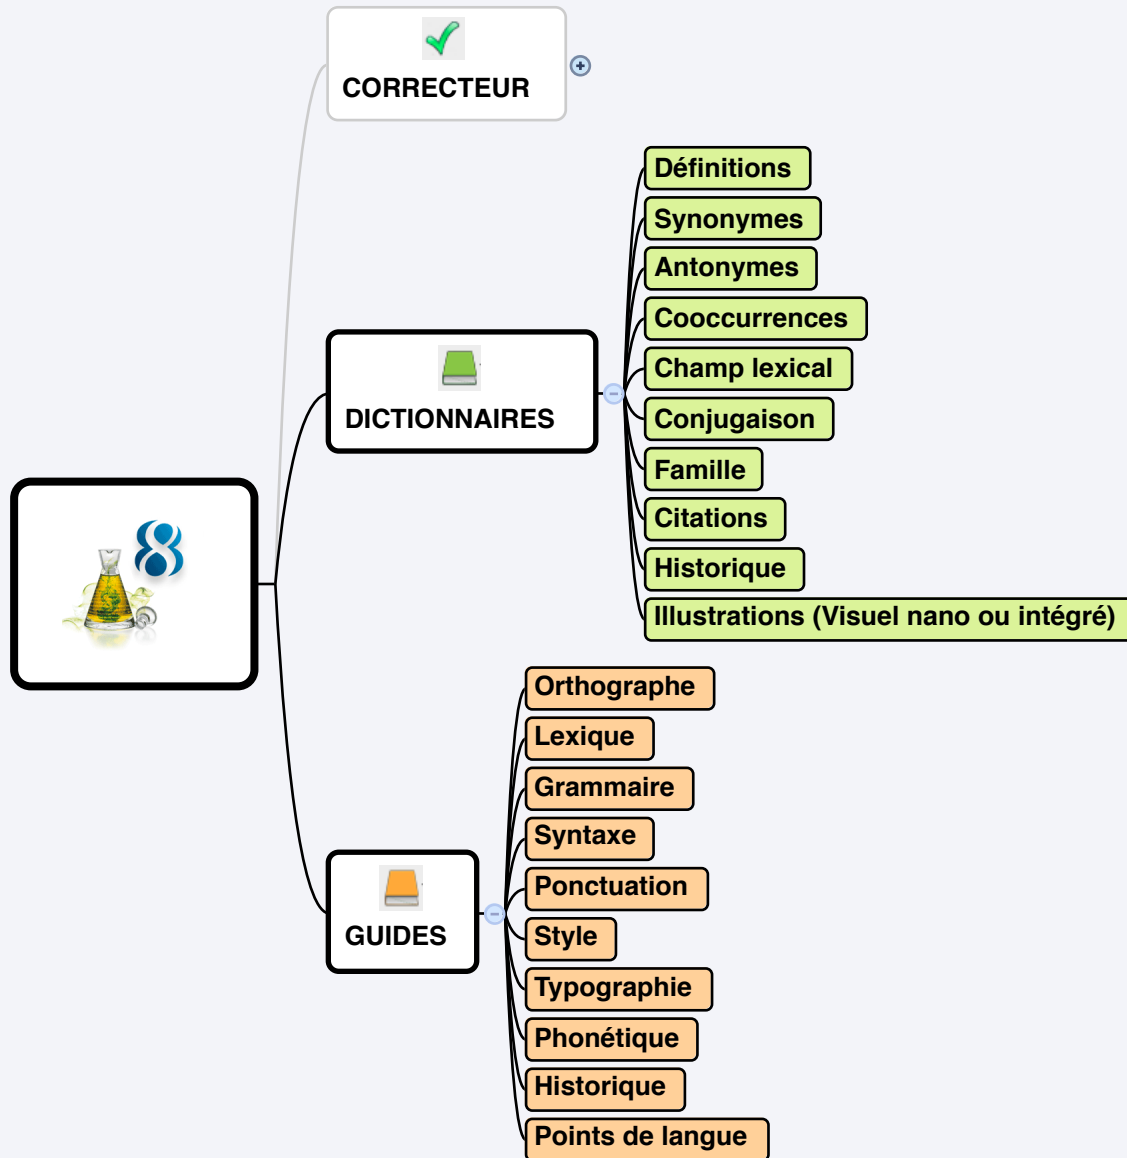 CORRECTEUR
DICTIONNAIRES
Définitions
Synonymes
Antonymes
Cooccurrences
Champ lexical
Conjugaison
Famille
Citations
Historique
Illustrations (Visuel nano ou intégré)
8
GUIDES
Orthographe
Lexique
Grammaire
Syntaxe
Ponctuation
Style
Typographie
Phonétique
Historique
Points de langue